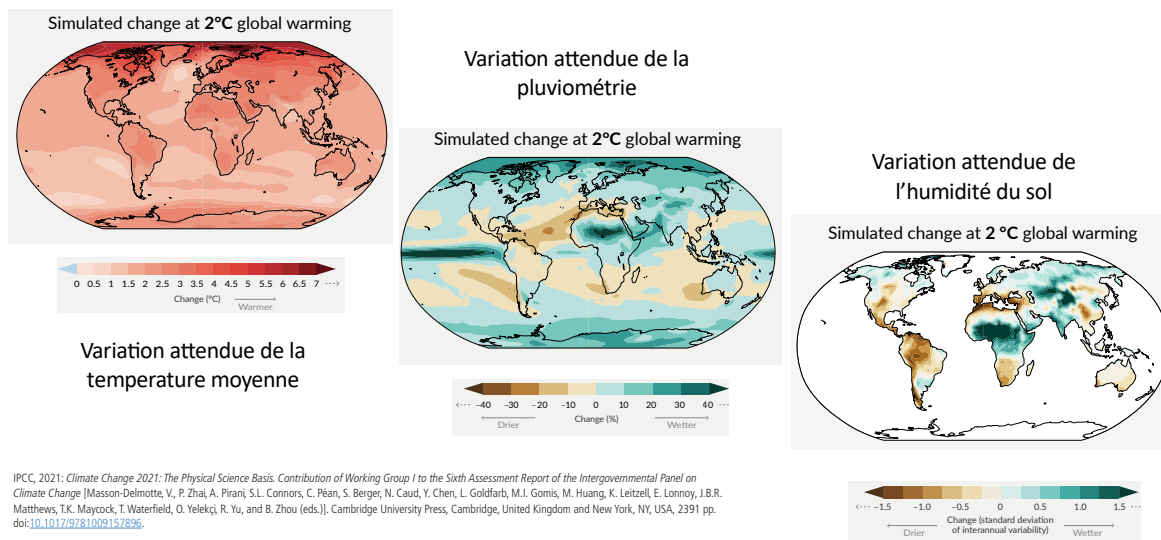 Simulated change at 2°C global warming
0 0.5 1 1.5 2 2.5 3 3.5 4 4.5 5 5.5 6 6.5 7
Change (°C)
Warmer
Variation attendue de la
temperature moyenne
Variation attendue de la
pluviométrie
Simulated change at 2°C global warming
-40 -30 -20 -10 0 10 20 30 40
Change (%)
Drier
Wetter
Variation attendue de
l’humidité du sol
Simulated change at 2 °C global warming
-1.5 -1.0 -0.5 0 0.5 1.0 1.5
Change (standard deviation
of interannual variability)
Drier
Wetter
IPCC, 2021: Climate Change 2021: The Physical Science Basis. Contribution of Working Group I to the Sixth Assessment Report of the Intergovernmental Panel on
Climate Change [Masson-Delmotte, V., P. Zhai, A. Pirani, S.L. Connors, C. Péan, S. Berger, N. Caud, Y. Chen, L. Goldfarb, M.I. Gomis, M. Huang, K. Leitzell, E. Lonnoy, J.B.R.
Matthews, T.K. Maycock, T. Waterfield, O. Yelekçi, R. Yu, and B. Zhou (eds.)]. Cambridge University Press, Cambridge, United Kingdom and New York, NY, USA, 2391 pp.
doi:10.1017/9781009157896.